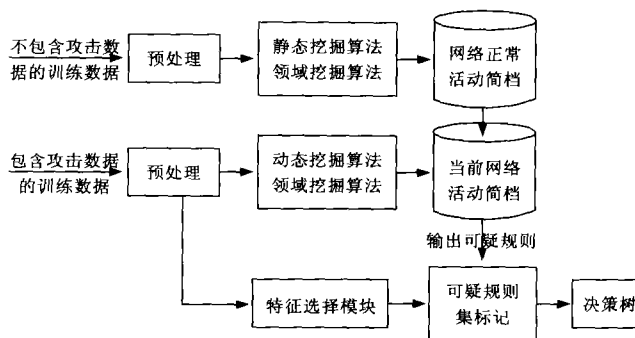 不包含攻击数
据的训练数据
预处理
静态挖掘算法
领域挖掘算法
网络正常
活动简档
包含攻击数据
的训练数据
预处理
动态挖掘算法
领域挖掘算法
当前网络
活动简档
输出可疑规则
特征选择模块
可疑规则
集标记
决策树